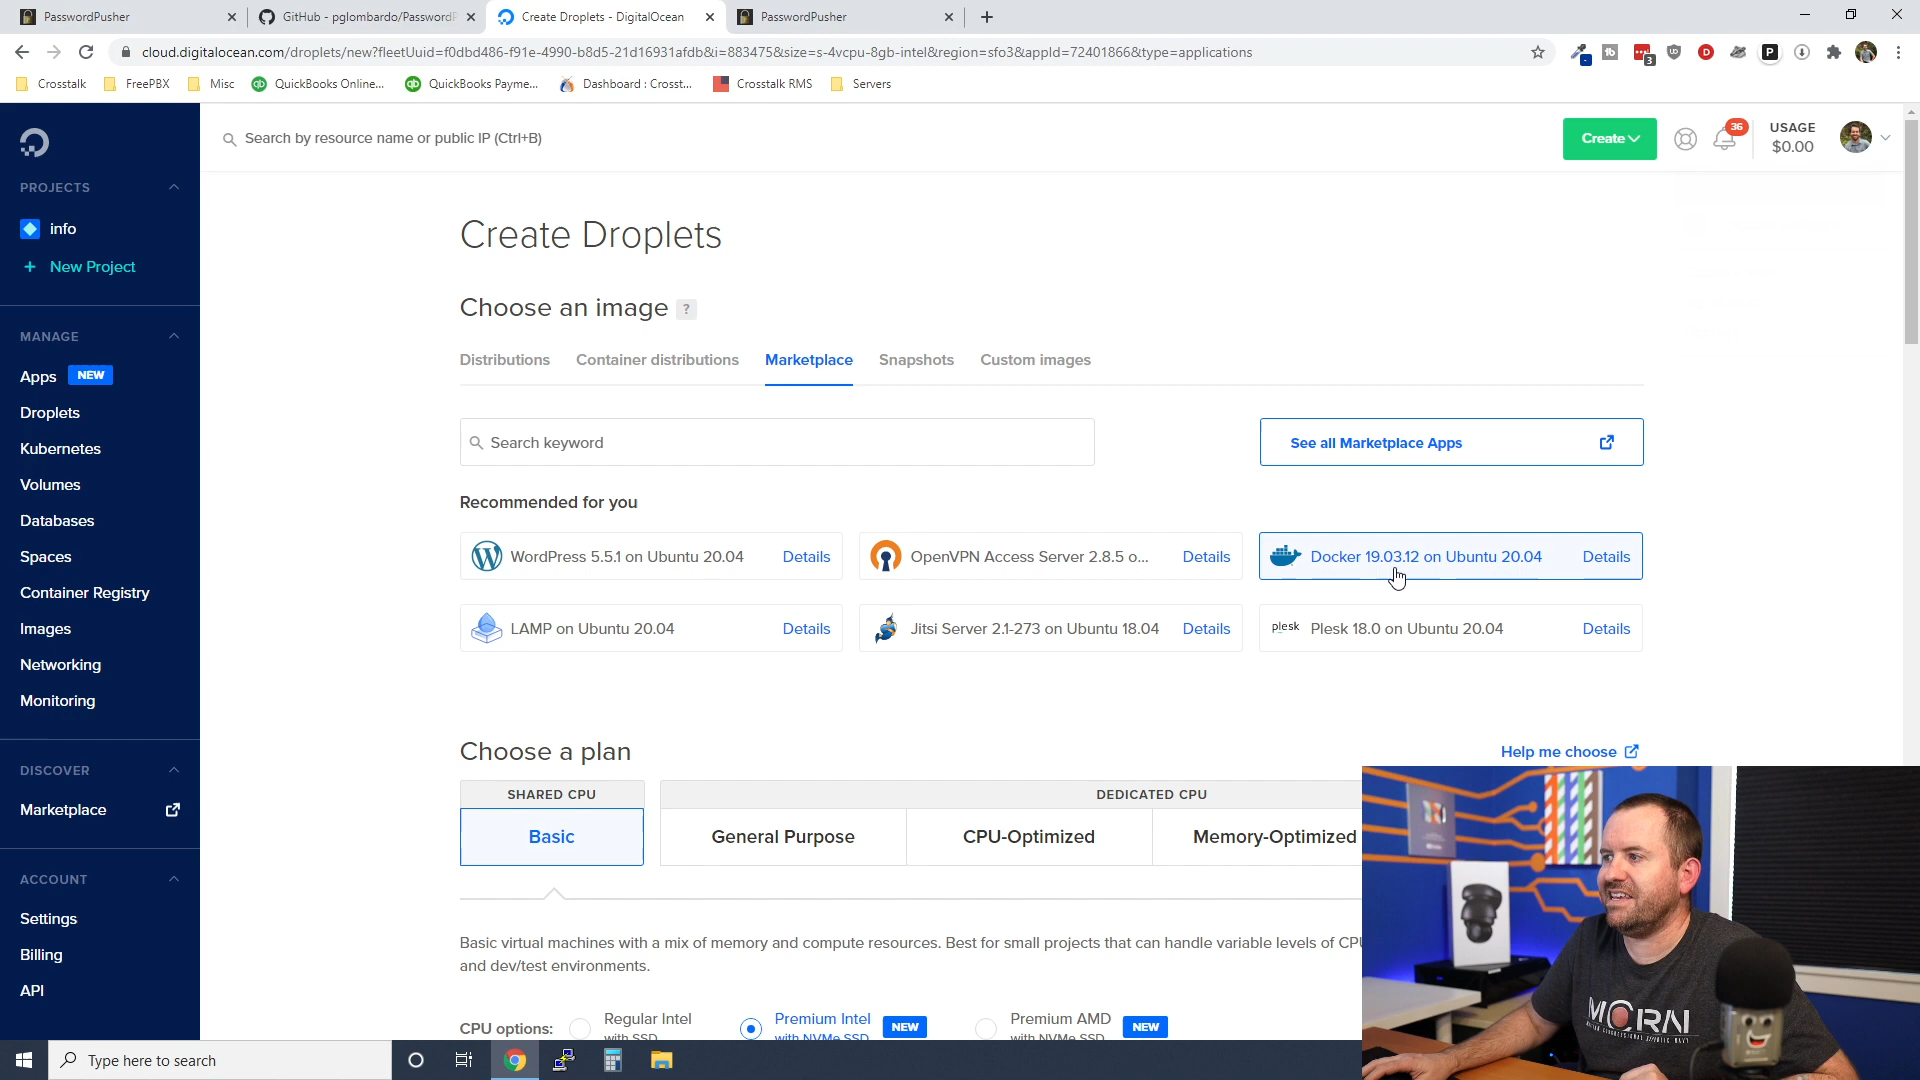 PasswordPusher
GitHub - pglombardo/PasswordP
Create Droplets - DigitalOcean
PasswordPusher
cloud.digitalocean.com/droplets/new?fleetUuid=f0dbd486-f91e-4990-b8d5-21d16931afdb&i=883475&size=s-4vcpu-8gb-intel&region=sfo3&appId=72401866&type=applications
3
Crosstalk
FreePBX
Misc
QuickBooks Online...
QuickBooks Payme...
Dashboard : Crosst...
Crosstalk RMS
Servers
Search by resource name or public IP (Ctrl+B)
Create
36
USAGE
$0.00
PROJECTS
info
+ New Project
MANAGE
Apps NEW
Droplets
Kubernetes
Volumes
Databases
Spaces
Container Registry
Images
Networking
Monitoring
DISCOVER
Marketplace
ACCOUNT
Settings
Billing
API
Create Droplets
Choose an image ?
Distributions
Container distributions
Marketplace
Snapshots
Custom images
Search keyword
See all Marketplace Apps
Recommended for you
WordPress 5.5.1 on Ubuntu 20.04 Details
OpenVPN Access Server 2.8.5 o... Details
Docker 19.03.12 on Ubuntu 20.04 Details
LAMP on Ubuntu 20.04 Details
Jitsi Server 2.1-273 on Ubuntu 18.04 Details
plesk Plesk 18.0 on Ubuntu 20.04 Details
Choose a plan
Help me choose
SHARED CPU
DEDICATED CPU
Basic
General Purpose
CPU-Optimized
Memory-Optimized
Basic virtual machines with a mix of memory and compute resources. Best for small projects that can handle variable levels of CP
and dev/test environments.
CPU options:
Regular Intel
with SSD
Premium Intel NEW
with NVMe SSD
Premium AMD NEW
with NVMe SSD
MCRN
Type here to search